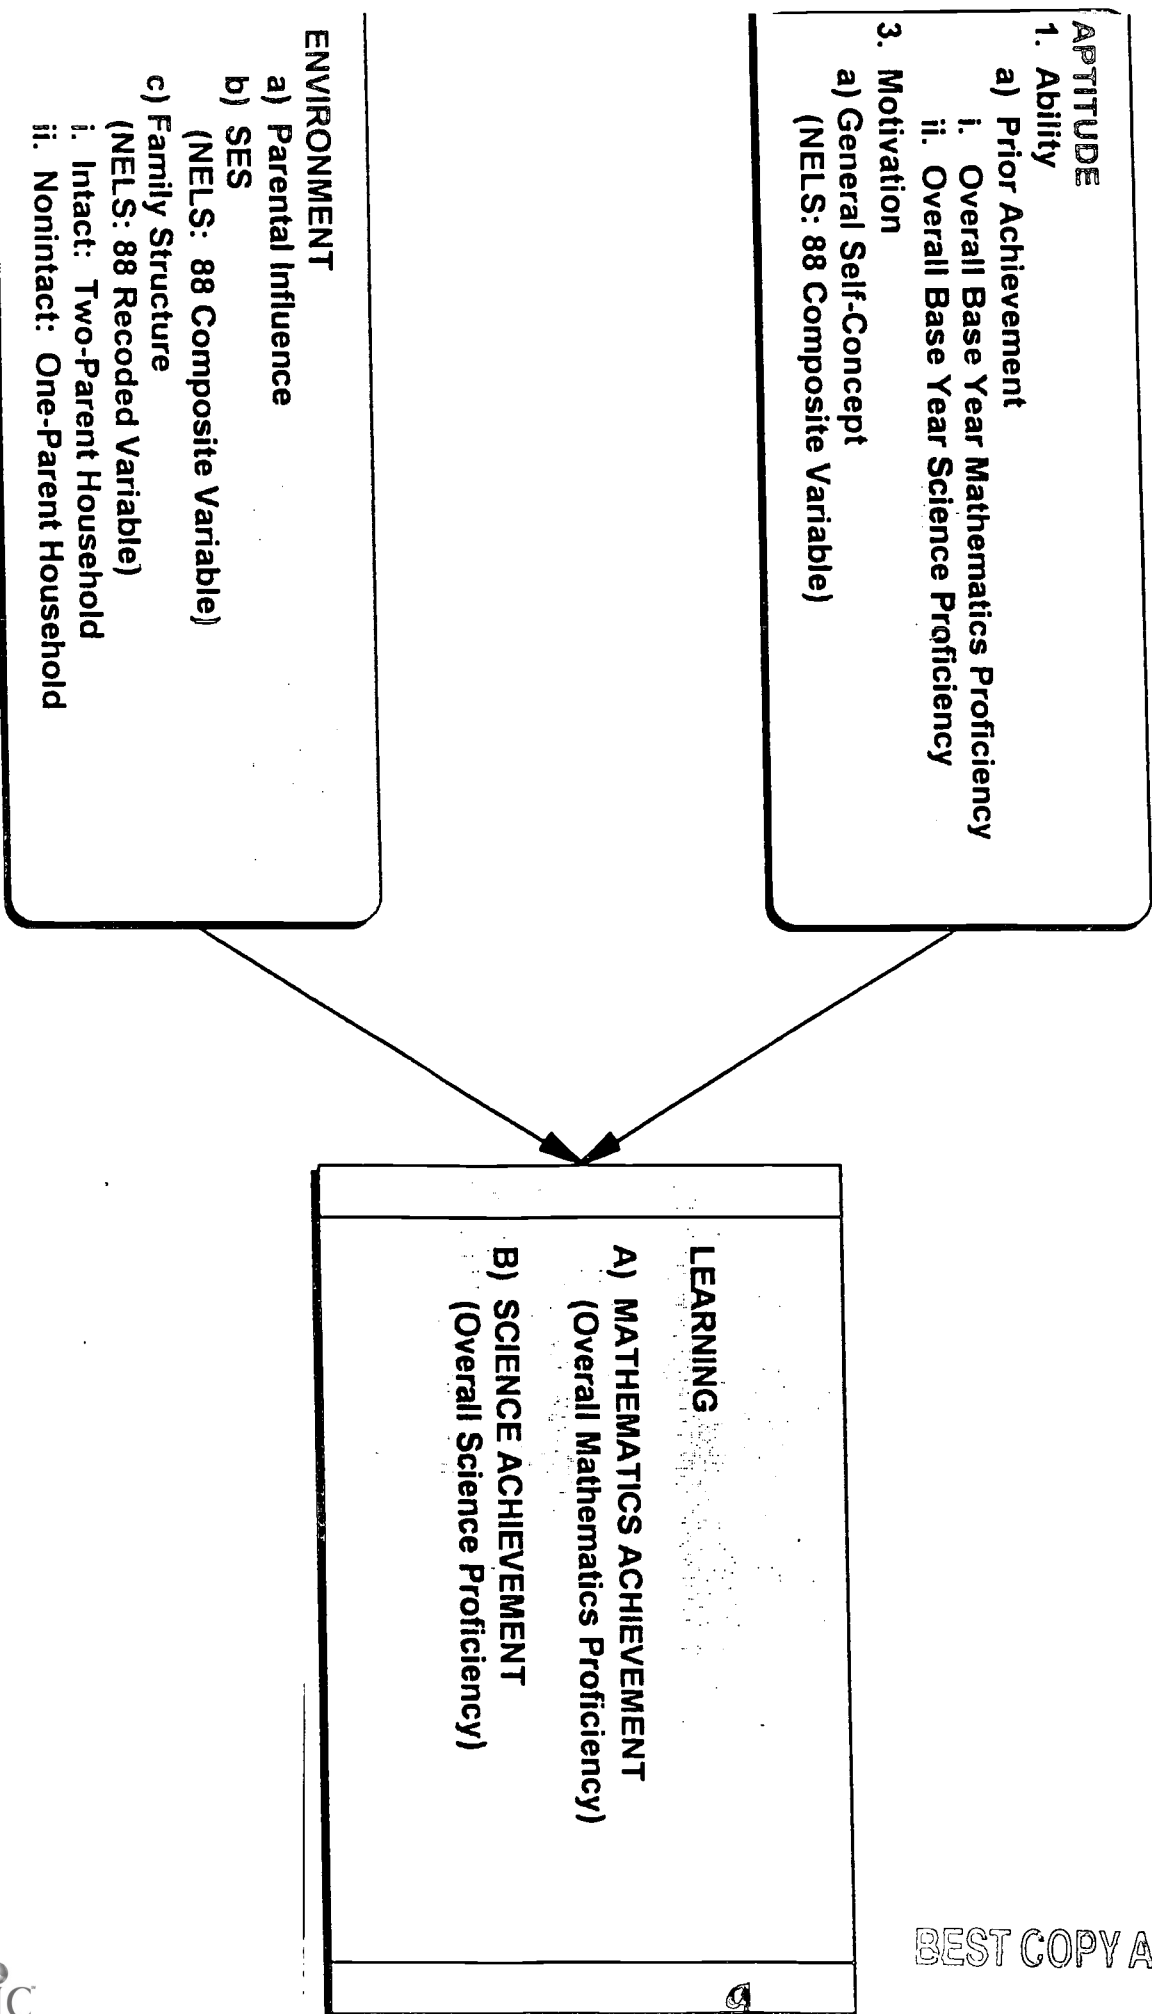 APTITUDE
1. Ability
a) Prior Achievement
i. Overall Base Year Mathematics Proficiency
ii. Overall Base Year Science Proficiency
3. Motivation
a) General Self-Concept
(NELS: 88 Composite Variable)
ENVIRONMENT
a) Parental Influence
b) SES
(NELS: 88 Composite Variable)
c) Family Structure
(NELS: 88 Recoded Variable)
i. Intact: Two-Parent Household
ii. Nonintact: One-Parent Household
LEARNING
A) MATHEMATICS ACHIEVEMENT
(Overall Mathematics Proficiency)
B) SCIENCE ACHIEVEMENT
(Overall Science Proficiency)
BEST COPY A